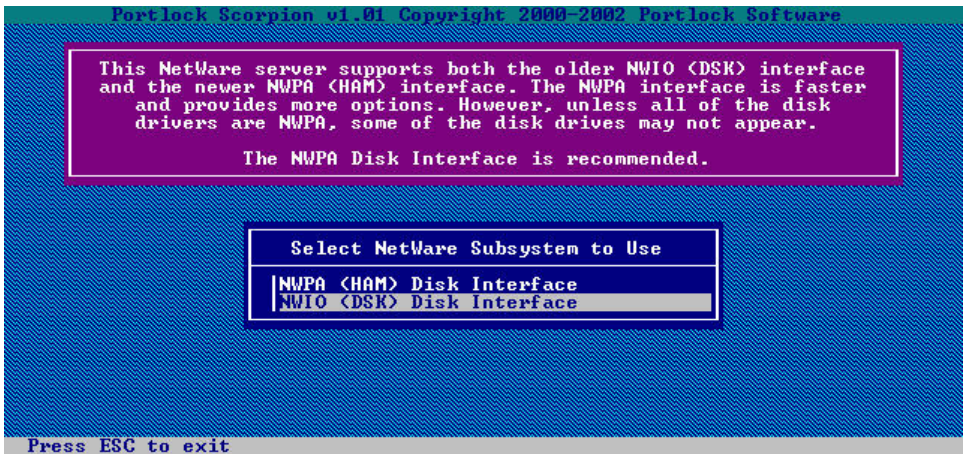 Portlock Scorpion v1.01 Copyright 2000-2002 Portlock Software
This NetWare server supports both the older NWIO (DSK) interface
and the newer NWPA (HAM) interface. The NWPA interface is faster
and provides more options. However, unless all of the disk
drivers are NWPA, some of the disk drives may not appear.
The NWPA Disk Interface is recommended.
Select NetWare Subsystem to Use
NWPA (HAM) Disk Interface
NWIO (DSK) Disk Interface
Press ESC to exit